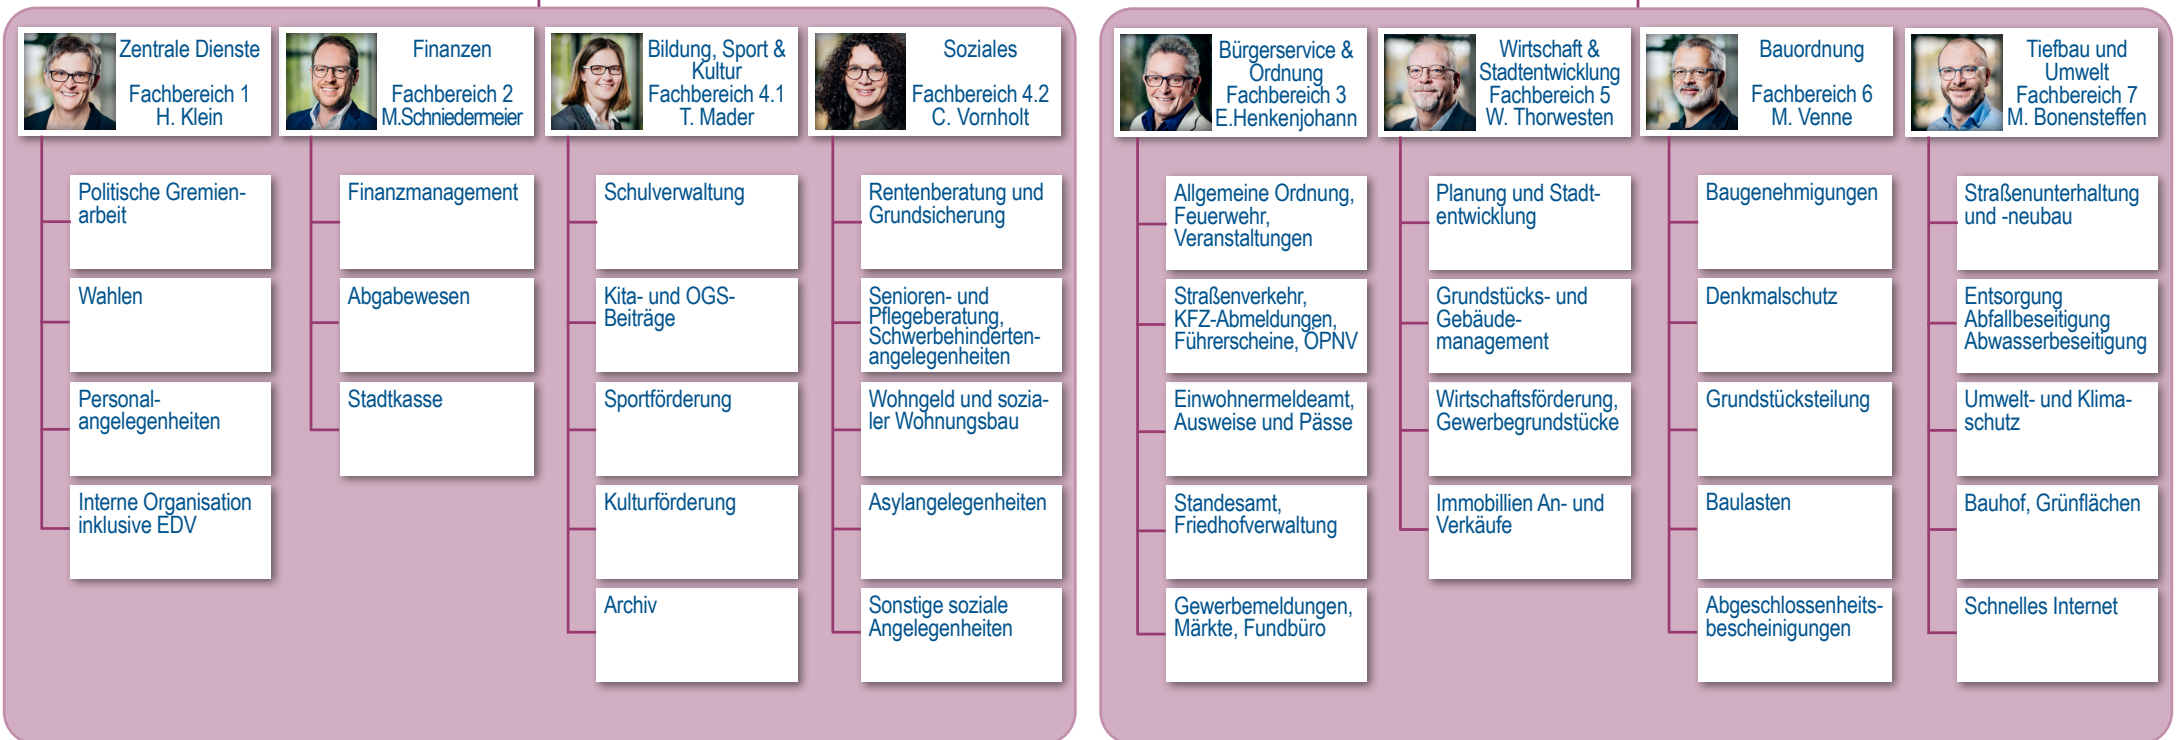 Zentrale Dienste
Fachbereich 1
H. Klein
Politische Gremien-
arbeit
Wahlen
Personal-
angelegenheiten
Interne Organisation
inklusive EDV
Finanzen
Fachbereich 2
M.Schniedermeier
Finanzmanagement
Abgabewesen
Stadtkasse
Bildung, Sport &
Kultur
Fachbereich 4.1
T. Mader
Schulverwaltung
Kita- und OGS-
Beiträge
Sportförderung
Kulturförderung
Archiv
Soziales
Fachbereich 4.2
C. Vornholt
Rentenberatung und
Grundsicherung
Senioren- und
Pflegeberatung,
Schwerbehinderten-
angelegenheiten
Wohngeld und sozia-
ler Wohnungsbau
Asylangelegenheiten
Sonstige soziale
Angelegenheiten
Bürgerservice &
Ordnung
Fachbereich 3
E.Henkenjohann
Allgemeine Ordnung,
Feuerwehr,
Veranstaltungen
Straßenverkehr,
KFZ-Abmeldungen,
Führerscheine, ÖPNV
Einwohnermeldeamt,
Ausweise und Pässe
Standesamt,
Friedhofverwaltung
Gewerbemeldungen,
Märkte, Fundbüro
Wirtschaft &
Stadtentwicklung
Fachbereich 5
W. Thorwesten
Planung und Stadt-
entwicklung
Grundstücks- und
Gebäude-
management
Wirtschaftsförderung,
Gewerbegrundstücke
Immobillien An- und
Verkäufe
Bauordnung
Fachbereich 6
M. Venne
Baugenehmigungen
Denkmalschutz
Grundstücksteilung
Baulasten
Abgeschlossenheits-
bescheinigungen
Tiefbau und
Umwelt
Fachbereich 7
M. Bonensteffen
Straßenunterhaltung
und -neubau
Entsorgung
Abfallbeseitigung
Abwasserbeseitigung
Umwelt- und Klima-
schutz
Bauhof, Grünflächen
Schnelles Internet